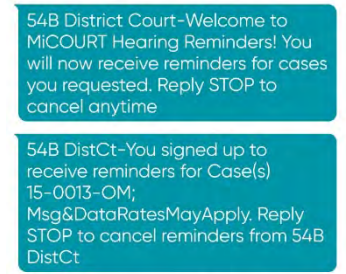 54B District Court-Welcome to
MiCOURT Hearing Reminders! You
will now receive reminders for cases
you requested. Reply STOP to
cancel anytime
54B DistCt-You signed up to
receive reminders for Case(s)
15-0013-OM;
Msg&DataRatesMayApply. Reply
STOP to cancel reminders from 54B
DistCt